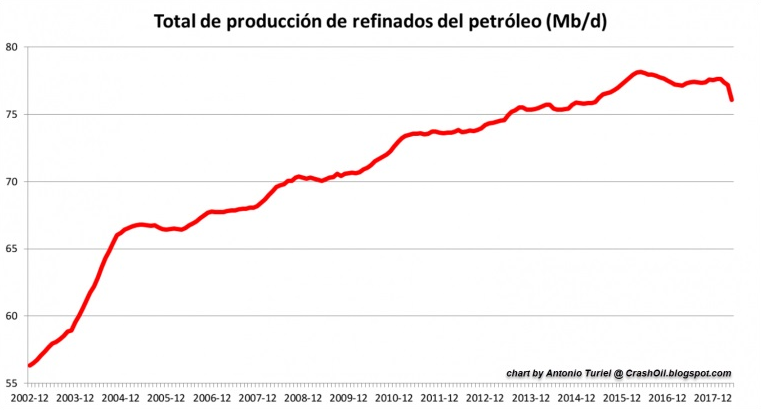 Total de producción de refinados del petróleo (Mb/d)
80
75
70
65
60
55
chart by Antonio Turiel @ CrashOil.blogspot.com
2002-12 2003-12 2004-12 2005-12 2006-12 2007-12 2008-12 2009-12 2010-12 2011-12 2012-12 2013-12 2014-12 2015-12 2016-12 2017-12